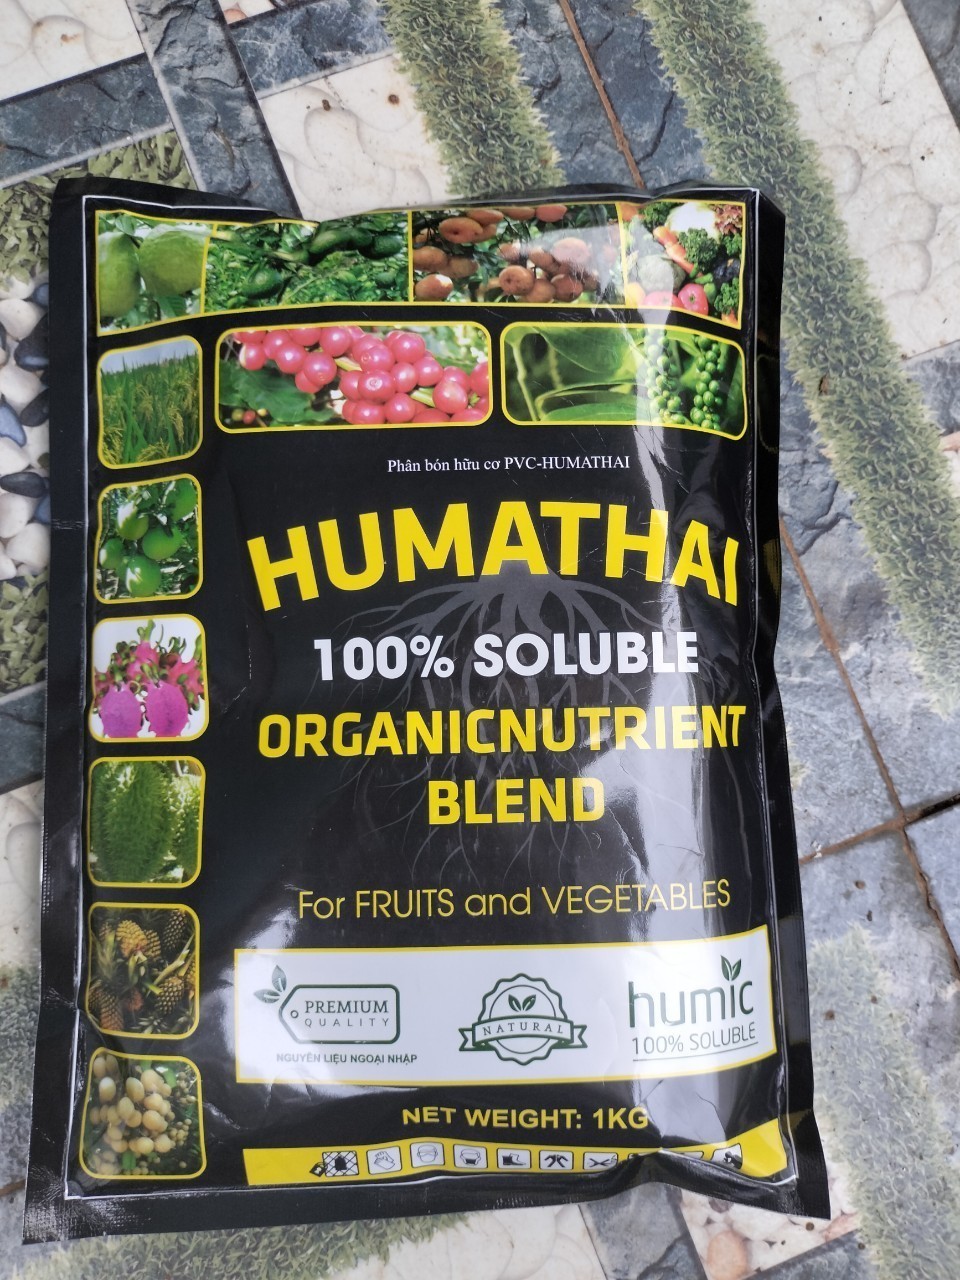 Phân bón hữu cơ PVC-HUMATHAI
HUMATHAI
100% SOLUBLE
ORGANICNUTRIENT
BLEND
For FRUITS and VEGETABLES
PREMIUM
QUALITY
NGUYÊN LIỆU NGOẠI NHẬP
NATURAL
humic
100% SOLUBLE
NET WEIGHT: 1KG